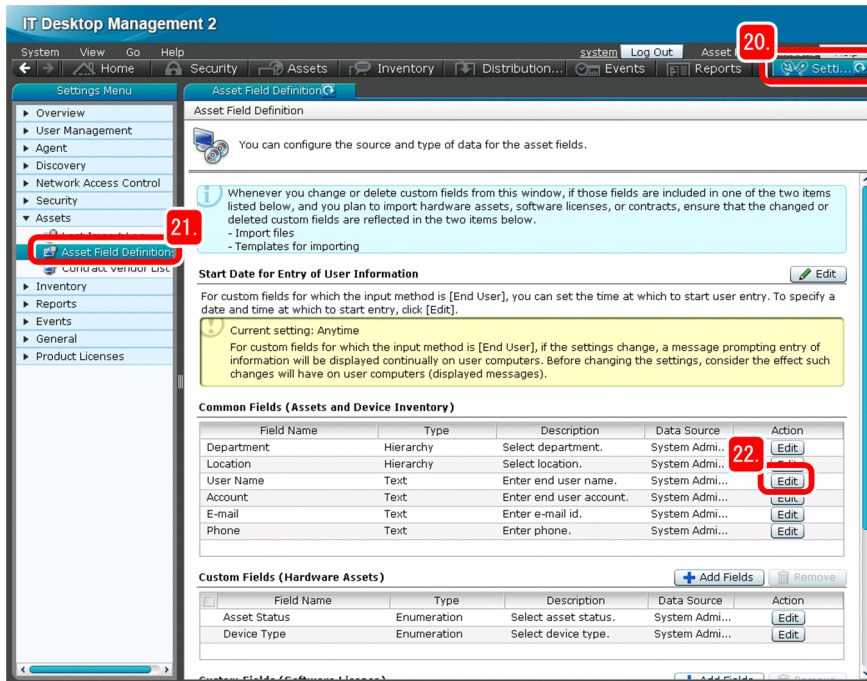 IT Desktop Management 2
System View Go Help system Log Out Asset
20.
Home Security Assets Inventory Distribution... Events Reports Setti...
Settings Menu
Asset Field Definition
Overview
User Management
Agent
Discovery
Network Access Control
Security
Assets
21.
Asset Field Definitions
Contract Vendor List
Inventory
Reports
Events
General
Product Licenses
Asset Field Definition
You can configure the source and type of data for the asset fields.
Whenever you change or delete custom fields from this window, if those fields are included in one of the two items
listed below, and you plan to import hardware assets, software licenses, or contracts, ensure that the changed or
deleted custom fields are reflected in the two items below.
- Import files
- Templates for importing
Start Date for Entry of User Information Edit
For custom fields for which the input method is [End User], you can set the time at which to start user entry. To specify a
date and time at which to start entry, click [Edit].
Current setting: Anytime
For custom fields for which the input method is [End User], if the settings change, a message prompting entry of
information will be displayed continually on user computers. Before changing the settings, consider the effect such
changes will have on user computers (displayed messages).
Common Fields (Assets and Device Inventory)
Field Name Type Description Data Source Action
Department Hierarchy Select department. System Admi... Edit
22.
Location Hierarchy Select location. System Admi... Edit
User Name Text Enter end user name. System Admi... Edit
Account Text Enter end user account. System Admi... Edit
E-mail Text Enter e-mail id. System Admi... Edit
Phone Text Enter phone. System Admi... Edit
Custom Fields (Hardware Assets) Add Fields Remove
Field Name Type Description Data Source Action
Asset Status Enumeration Select asset status. System Admi... Edit
Device Type Enumeration Select device type. System Admi... Edit
Custom Fields (Software License) Add Fields Remove